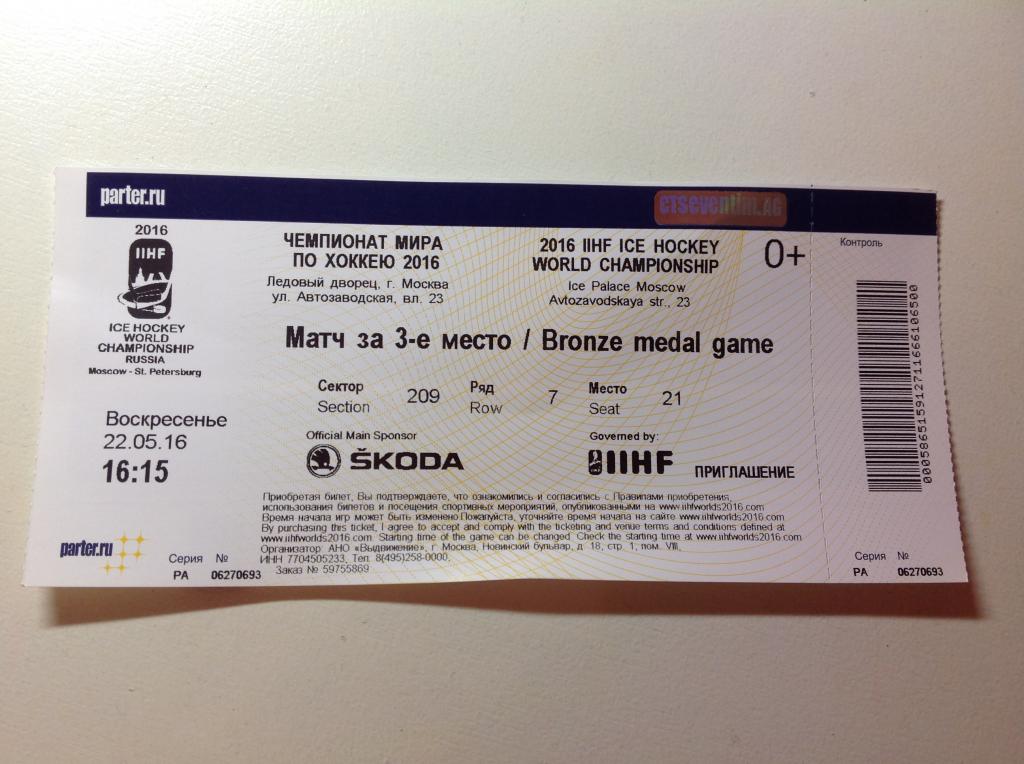 parter.ru
CTSeventim.AG
2016
IIHF
ICE HOCKEY
WORLD
CHAMPIONSHIP
RUSSIA
Moscow - St. Petersburg
Воскресенье
22.05.16
16:15
ЧЕМПИОНАТ МИРА
ПО ХОККЕЮ 2016
Ледовый дворец, г. Москва
ул. Автозаводская, вл. 23
2016 IIHF ICE HOCKEY
WORLD CHAMPIONSHIP
Ice Palace Moscow
Avtozavodskaya str., 23
0+
Матч за 3-е место / Bronze medal game
Сектор 209 Ряд 7 Место 21
Section Row Seat
Official Main Sponsor
ŠKODA
Governed by:
IIHF
ПРИГЛАШЕНИЕ
Приобретая билет, Вы подтверждаете, что ознакомились и согласились с Правилами приобретения,
использования билетов и посещения спортивных мероприятий, опубликованными на www.iihfworlds2016.com
Время начала игр может быть изменено.Пожалуйста, уточняйте время начала на сайте www.iihfworlds2016.com
By purchasing this ticket, I agree to accept and comply with the ticketing and venue terms and conditions defined at
www.iihfworlds2016.com. Starting time of the game can be changed. Check the starting time at www.iihfworlds2016.com
Организатор: АНО «Выдвижение», г. Москва, Новинский бульвар, д. 18, стр. 1, пом. VIII,
ИНН 7704505233, Тел. 8(495)258-0000.
Заказ № 59755869
parter.ru
Серия №
РА 06270693
Контроль
000586515912711666106500
Серия №
РА 06270693